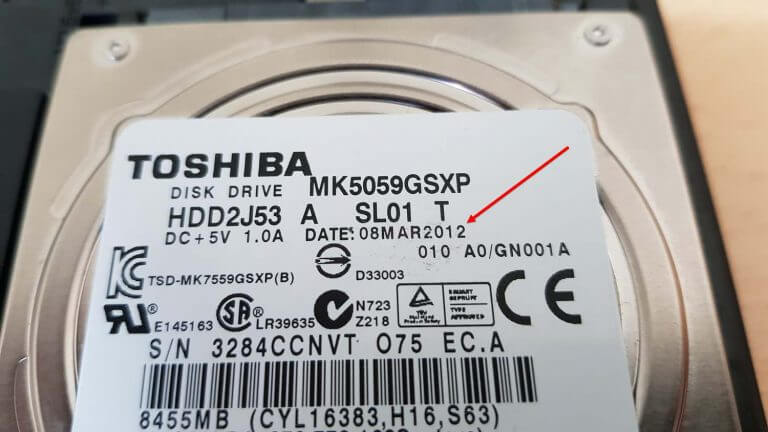 TOSHIBA
DISK DRIVE MK5059GSXP
HDD2J53 A SL01 T
DC+5V 1.0A DATE:08MAR2012
010 A0/GN001A
D33003
TSD-MK7559GSXP(B)
E145163
LR39635
N723
Z218
S/N 3284CCNVT O75 EC.A
8455MB (CYL16383,H16,S63)